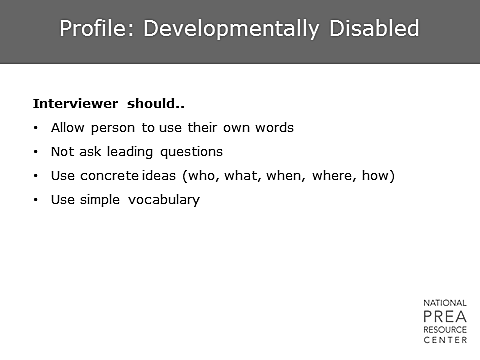 Profile: Developmentally Disabled
Interviewer should..
• Allow person to use their own words
• Not ask leading questions
• Use concrete ideas (who, what, when, where, how)
• Use simple vocabulary
NATIONAL
PREA
RESOURCE
CENTER